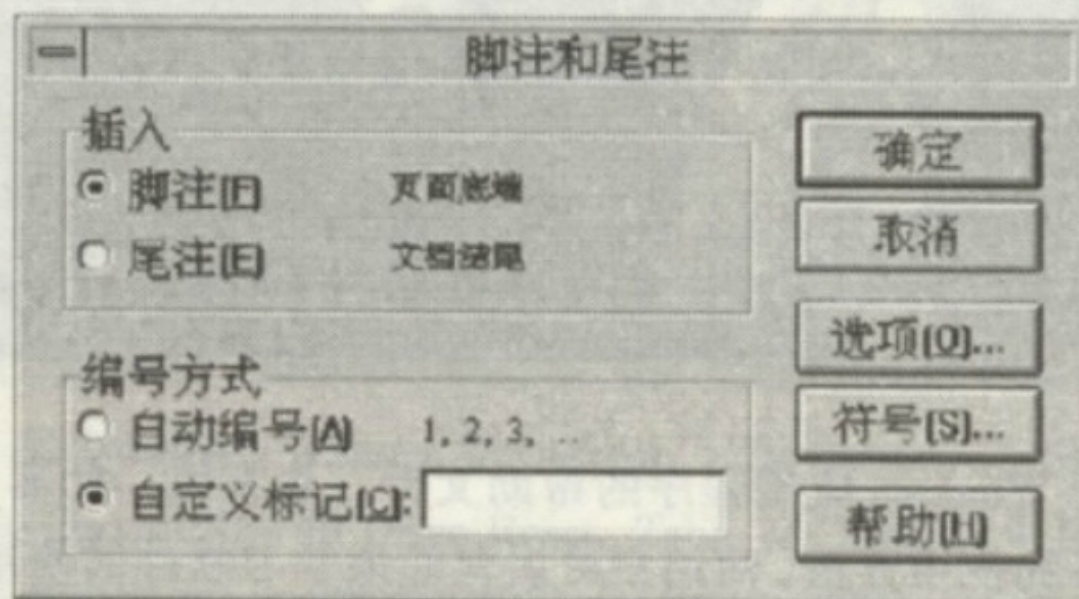 脚注和尾注
插入
脚注(F) 页面底端
尾注(E) 文档结尾
编号方式
自动编号(A) 1, 2, 3, ...
自定义标记(C):
确定
取消
选项(O)...
符号(S)...
帮助(H)